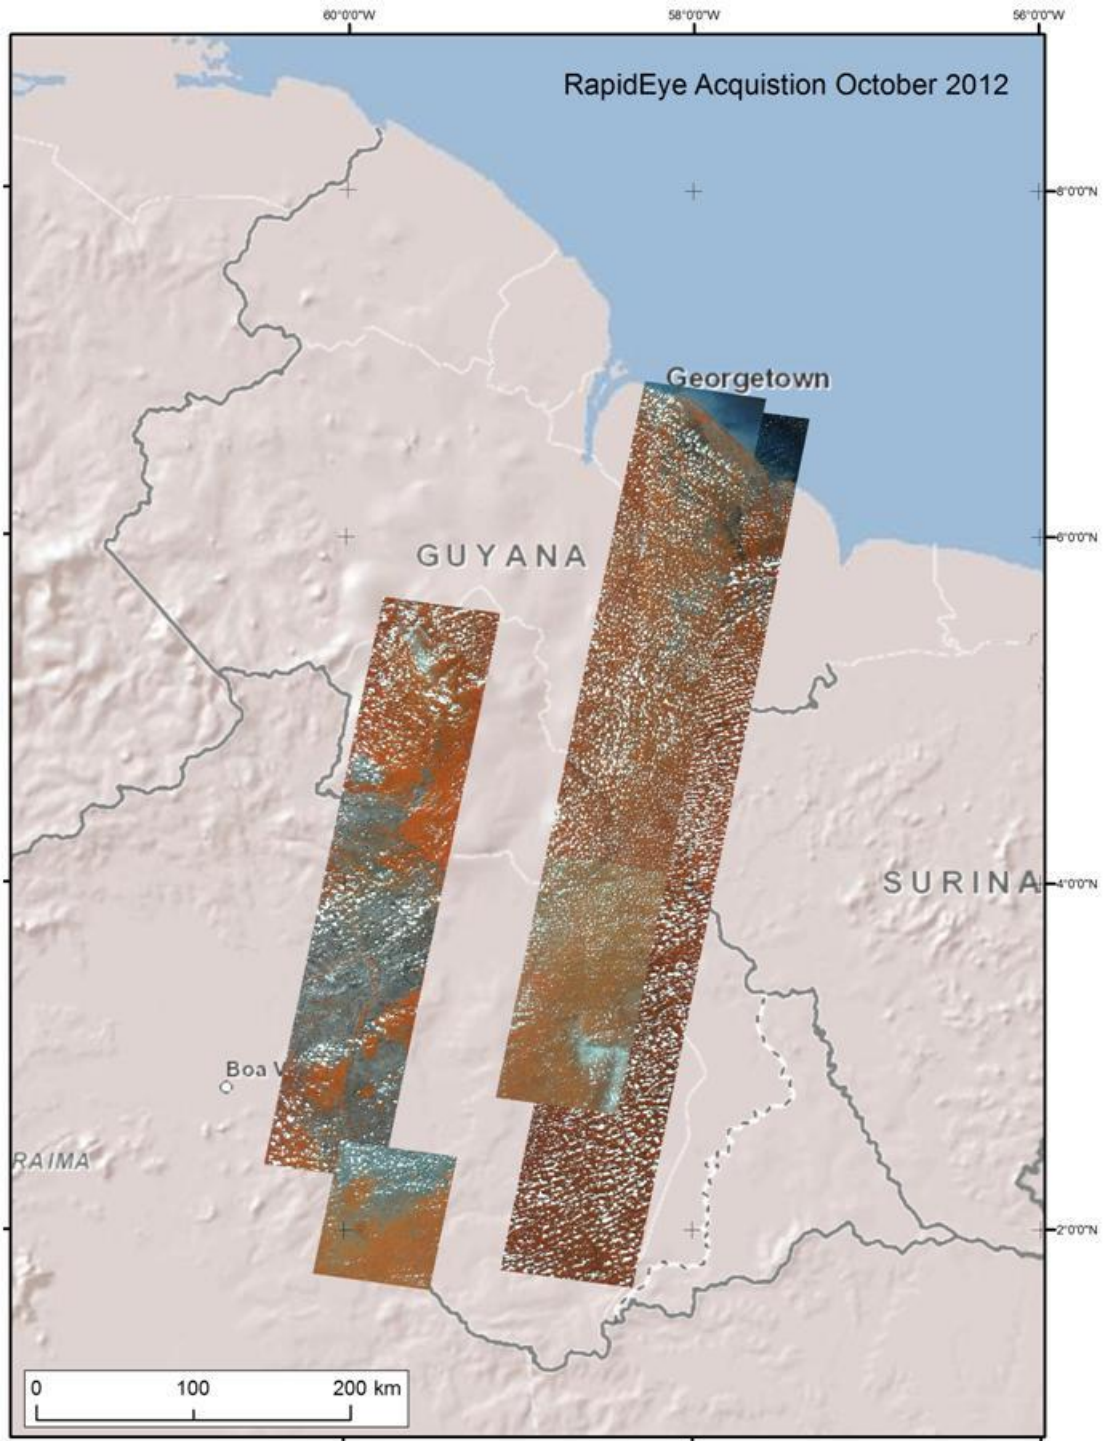 60°0'0"W
58°0'0"W
56°0'0"W
RapidEye Acquistion October 2012
8°0'0"N
Georgetown
6°0'0"N
GUYANA
SURINA
4°0'0"N
Boa V
RAIMA
2°0'0"N
0 100 200 km